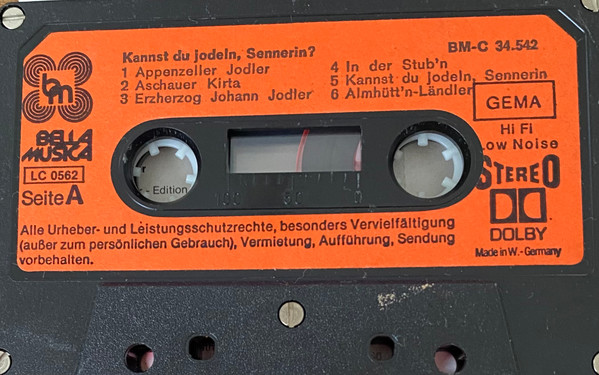 Kannst du jodeln, Sennerin?
BM-C 34.542
1 Appenzeller Jodler
2 Aschauer Kirta
3 Erzherzog Johann Jodler
4 In der Stub'n
5 Kannst du jodeln, Sennerin
6 Almhütt'n-Ländler
bm
BELLA
MUSICA
LC 0562
Seite A
GEMA
Hi Fi
Low Noise
STEREO
DOLBY
Made in W.- Germany
- Edition
Alle Urheber- und Leistungsschutzrechte, besonders Vervielfältigung
(außer zum persönlichen Gebrauch), Vermietung, Aufführung, Sendung
vorbehalten.